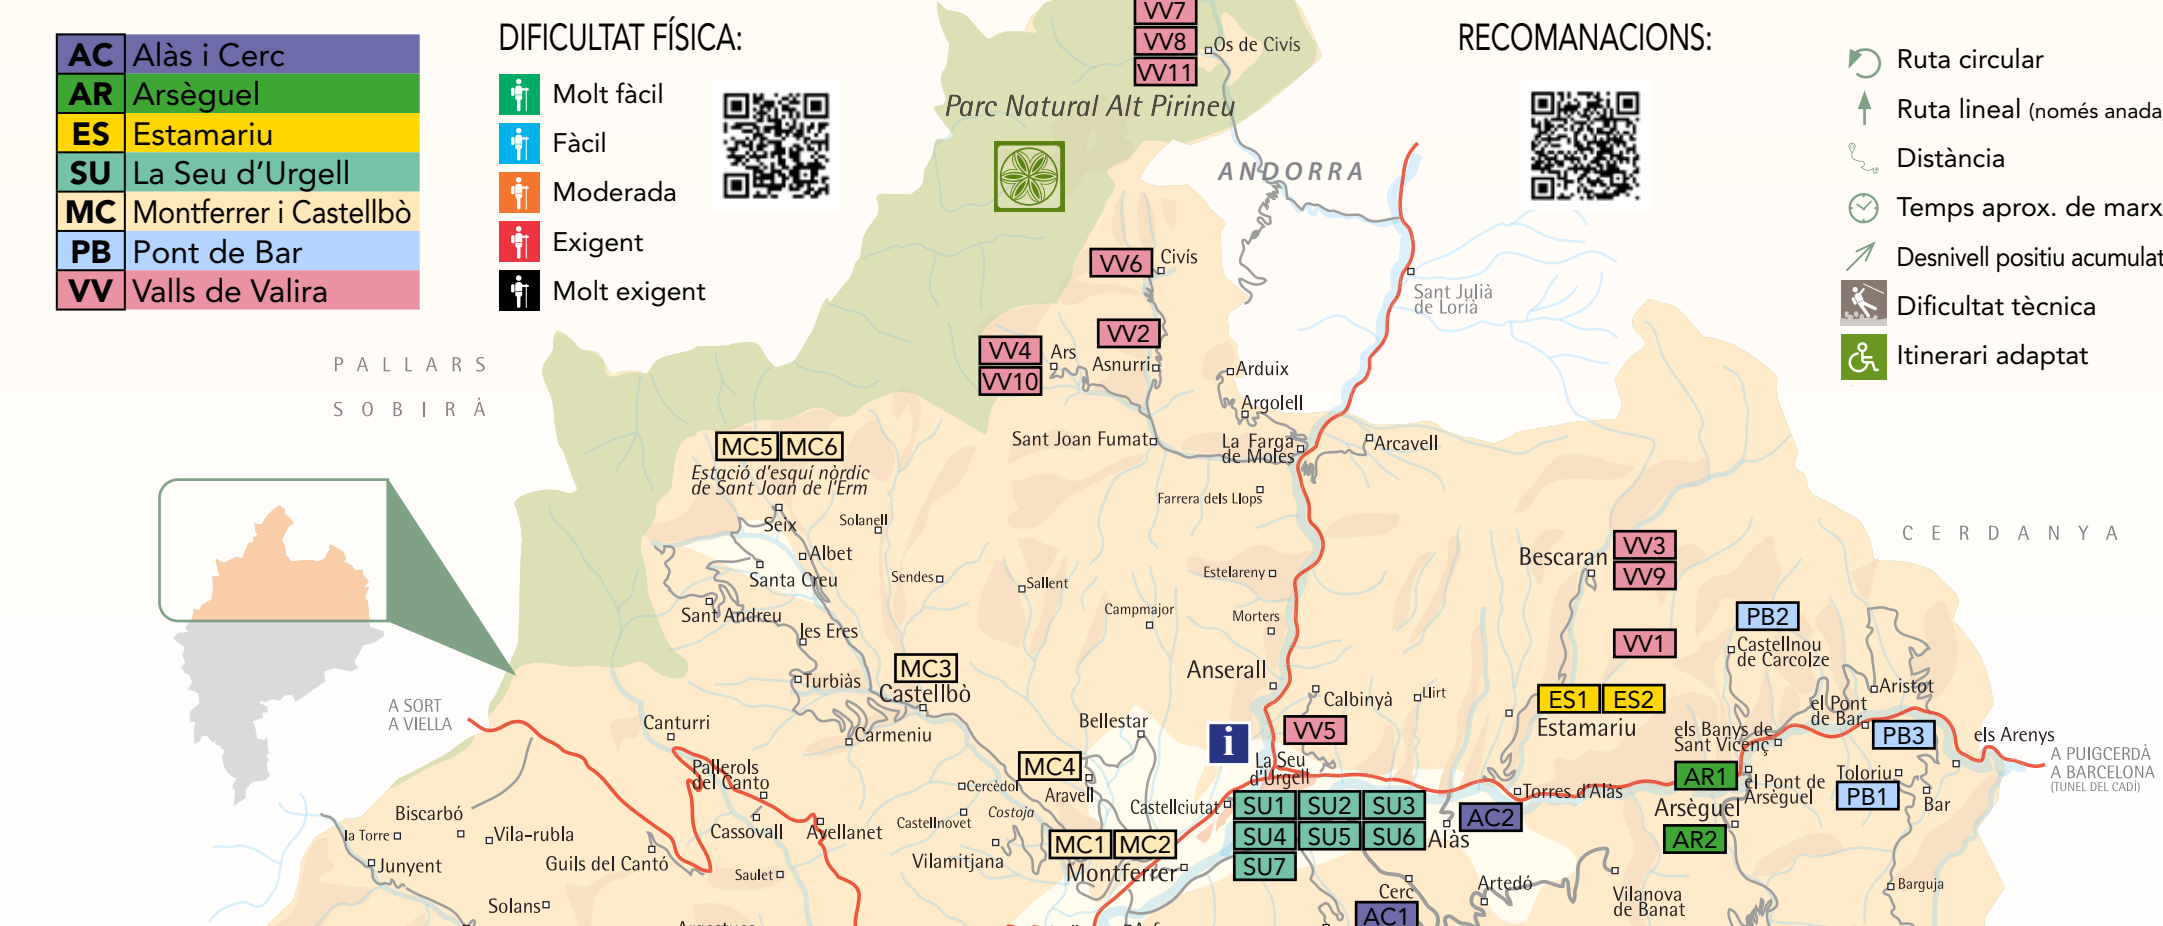 AC Alàs i Cerc
AR Arsèguel
ES Estamariu
SU La Seu d'Urgell
MC Montferrer i Castellbò
PB Pont de Bar
VV Valls de Valira
DIFICULTAT FÍSICA:
Molt fàcil
Fàcil
Moderada
Exigent
Molt exigent
RECOMANACIONS:
Ruta circular
Ruta lineal (només anada
Distància
Temps aprox. de marx
Desnivell positiu acumulat
Dificultat tècnica
Itinerari adaptat
VV7
VV8
VV11
Os de Civís
Parc Natural Alt Pirineu
ANDORRA
VV6
Civís
Sant Julià
de Lorià
VV2
VV4
VV10
Ars
Asnurri
Arduix
Argolell
PALLARS
SOBIRÀ
Sant Joan Fumat
La Farga
de Moles
Arcavell
MC5 MC6
Estació d'esquí nòrdic
de Sant Joan de l'Erm
Farrera dels Llops
Seix
Solanell
Albet
Santa Creu
Sendes
Sallent
Estelareny
Bescaran
VV3
VV9
CERDANYA
Sant Andreu
les Eres
Campmajor
Morters
VV1
PB2
Castellnou
de Carcolze
MC3
Castellbò
Turbiàs
Anserall
Calbinyà
Llirt
ES1 ES2
Estamariu
Aristot
el Pont
de Bar
A SORT
A VIELLA
Canturri
Carmeniu
Bellestar
i
VV5
els Banys de
Sant Vicenç
PB3
els Arenys
A PUIGCERDÀ
A BARCELONA
(TUNEL DEL CADÍ)
Pallerols
del Canto
MC4
Aravell
La Seu
d'Urgell
AR1
el Pont de
Arsèguel
Toloriu
PB1
Bar
Cercèdol
Costoja
Castellciutat
SU1 SU2 SU3
SU4 SU5 SU6
SU7
Torres d'Alàs
AC2
Alàs
Arsèguel
AR2
Biscarbó
la Torre
Vila-rubla
Cassovall
Avellanet
Castellnovet
MC1 MC2
Montferrer
Junyent
Guils del Cantó
Saulet
Vilamitjana
Cerc
AC1
Artedó
Vilanova
de Banat
Barguja
Solans